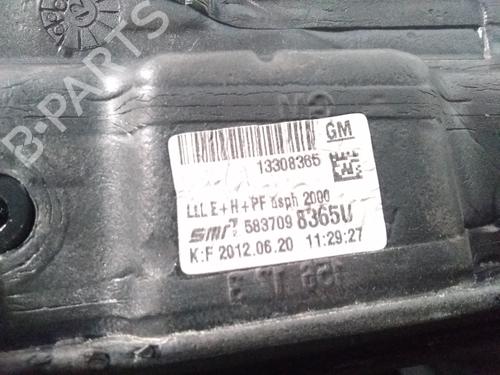 GM
13308365
LLL E+H+PF asph 2000
SMR 583709 8365U
K:F 2012.06.20 11:29:27
B-PARTS